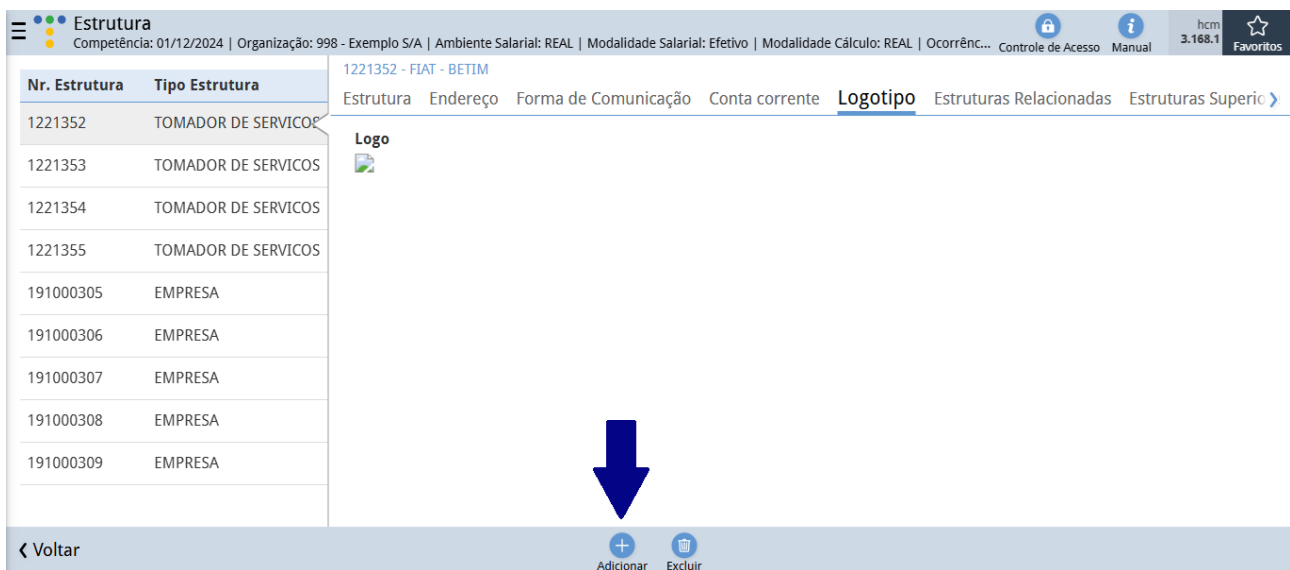 Estrutura
Competência: 01/12/2024 | Organização: 998 - Exemplo S/A | Ambiente Salarial: REAL | Modalidade Salarial: Efetivo | Modalidade Cálculo: REAL | Ocorrênc...
Controle de Acesso
Manual
hcm
3.168.1
Favoritos
1221352 - FIAT - BETIM
Nr. Estrutura Tipo Estrutura
Estrutura Endereço Forma de Comunicação Conta corrente Logotipo Estruturas Relacionadas Estruturas Superio
Logo
1221352 TOMADOR DE SERVICOS
1221353 TOMADOR DE SERVICOS
1221354 TOMADOR DE SERVICOS
1221355 TOMADOR DE SERVICOS
191000305 EMPRESA
191000306 EMPRESA
191000307 EMPRESA
191000308 EMPRESA
191000309 EMPRESA
Voltar
Adicionar Excluir